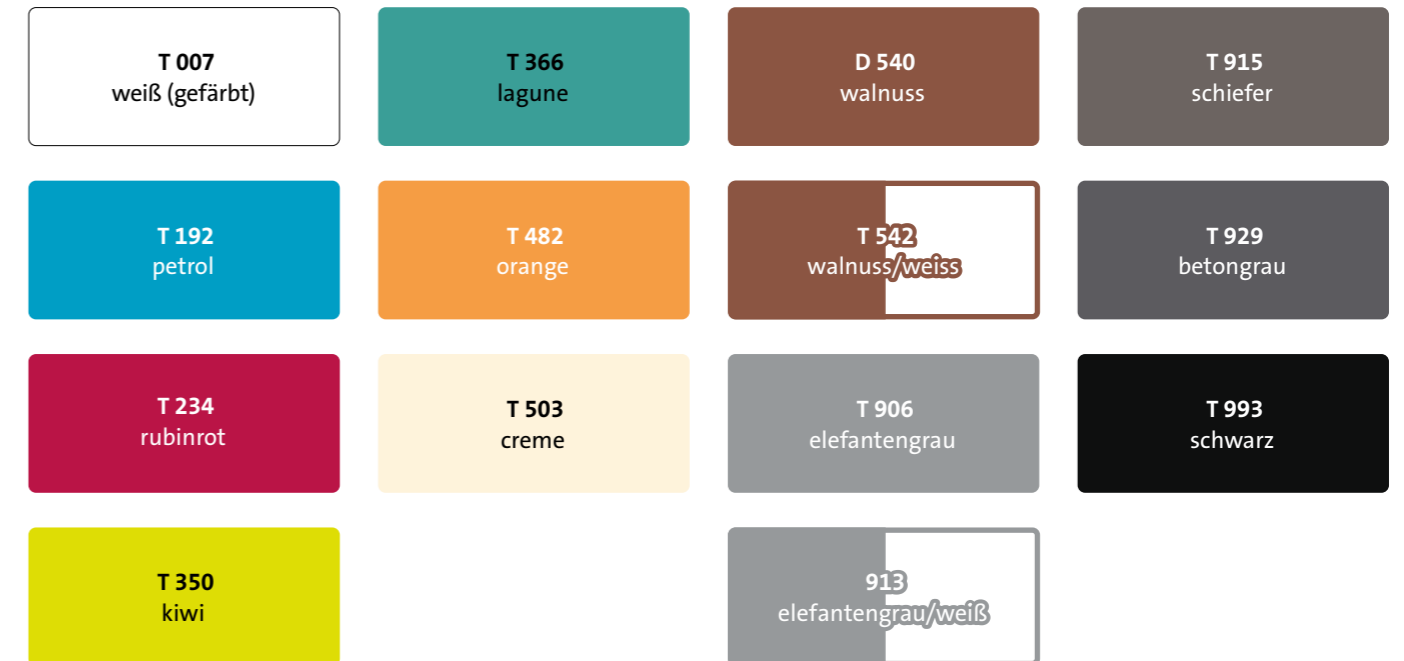 T 007
weiß (gefärbt)
T 366
lagune
D 540
walnuss
T 915
schiefer
T 192
petrol
T 482
orange
T 542
walnuss/weiss
T 929
betongrau
T 234
rubinrot
T 503
creme
T 906
elefantengrau
T 993
schwarz
T 350
kiwi
913
elefantengrau/weiß